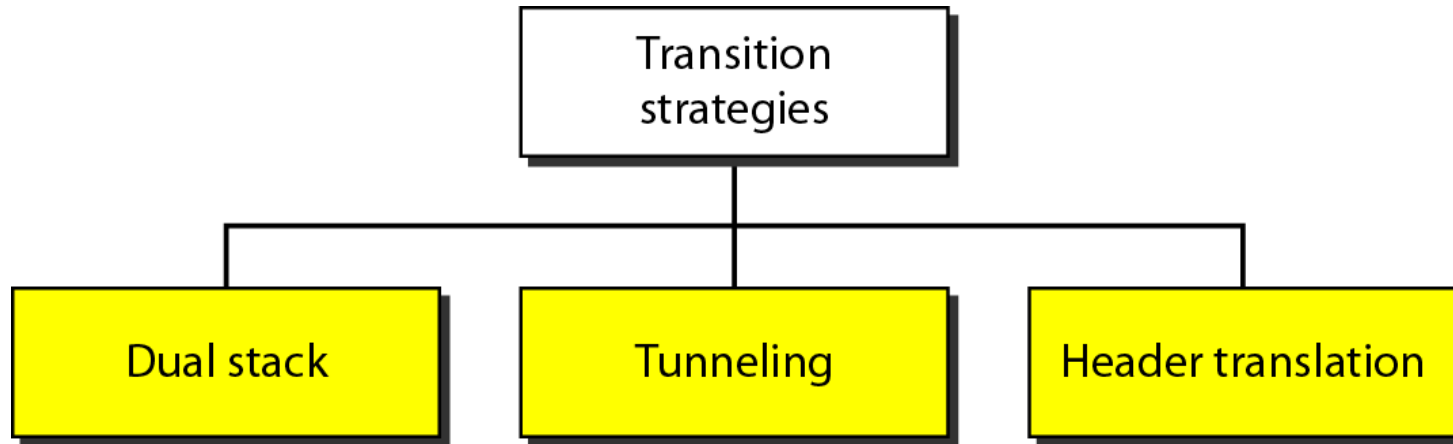 Transition
strategies
Dual stack
Tunneling
Header translation